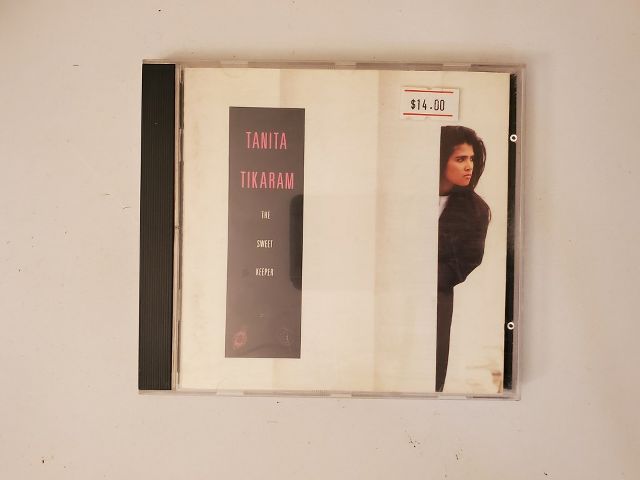 $14.00
TANITA
TIKARAM
THE
SWEET
KEEPER